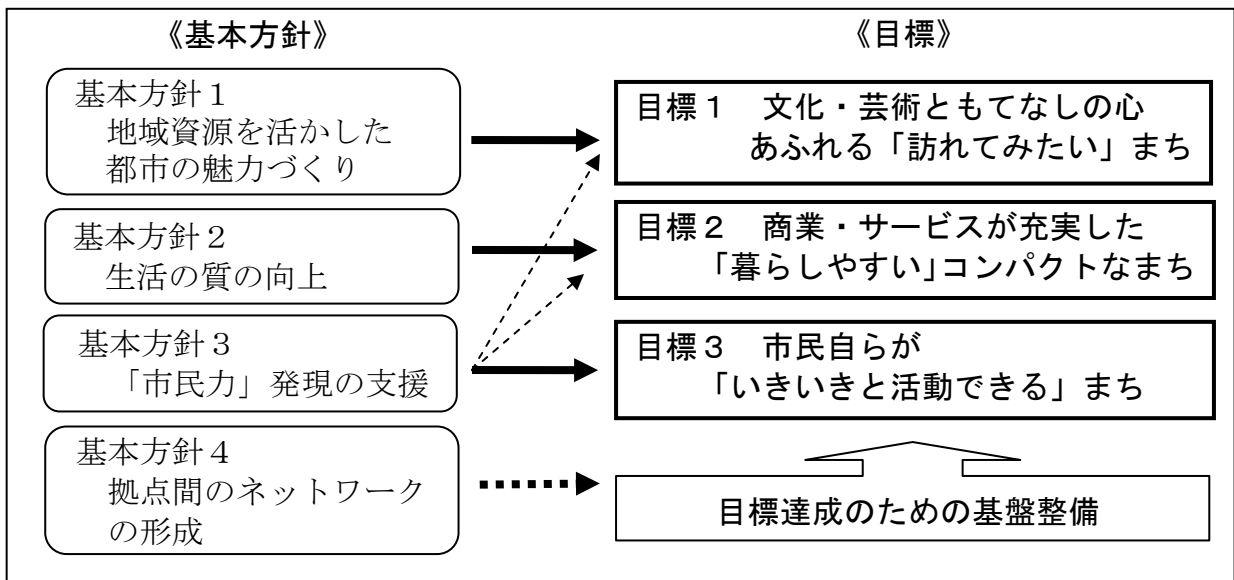 《基本方針》
基本方針１
地域資源を活かした
都市の魅力づくり
基本方針２
生活の質の向上
基本方針３
「市民力」発現の支援
基本方針４
拠点間のネットワーク
の形成
《目標》
目標１　文化・芸術ともてなしの心
あふれる「訪れてみたい」まち
目標２　商業・サービスが充実した
「暮らしやすい」コンパクトなまち
目標３　市民自らが
「いきいきと活動できる」まち
目標達成のための基盤整備